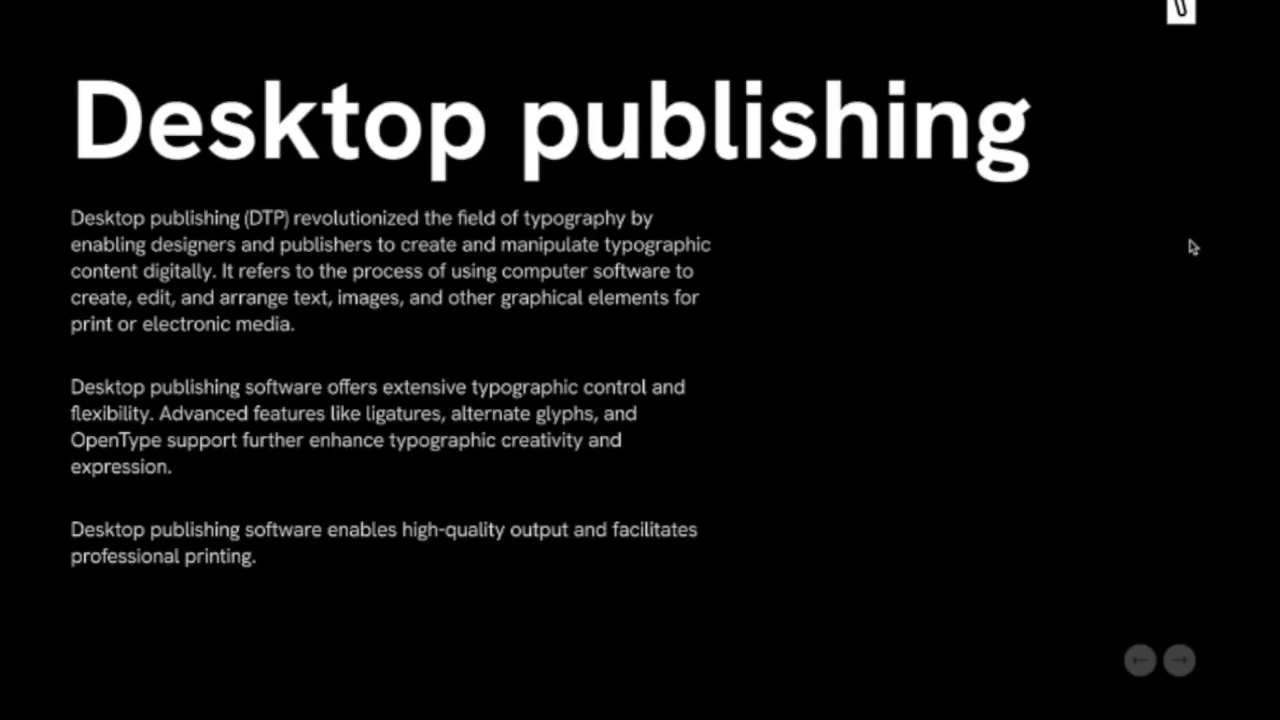 Desktop publishing
Desktop publishing (DTP) revolutionized the field of typography by
enabling designers and publishers to create and manipulate typographic
content digitally. It refers to the process of using computer software to
create, edit, and arrange text, images, and other graphical elements for
print or electronic media.
Desktop publishing software offers extensive typographic control and
flexibility. Advanced features like ligatures, alternate glyphs, and
OpenType support further enhance typographic creativity and
expression.
Desktop publishing software enables high-quality output and facilitates
professional printing.